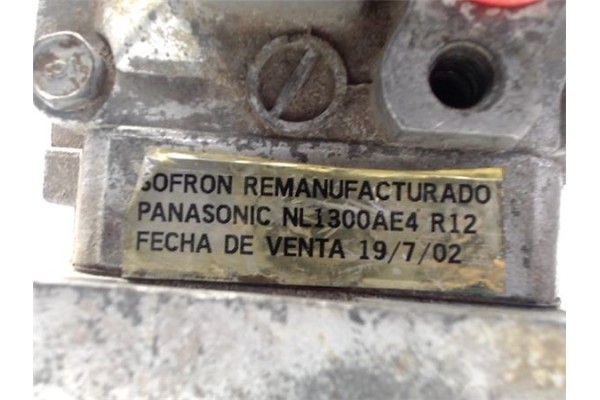 SOFRON REMANUFACTURADO
PANASONIC NL1300AE4 R12
FECHA DE VENTA 19/7/02